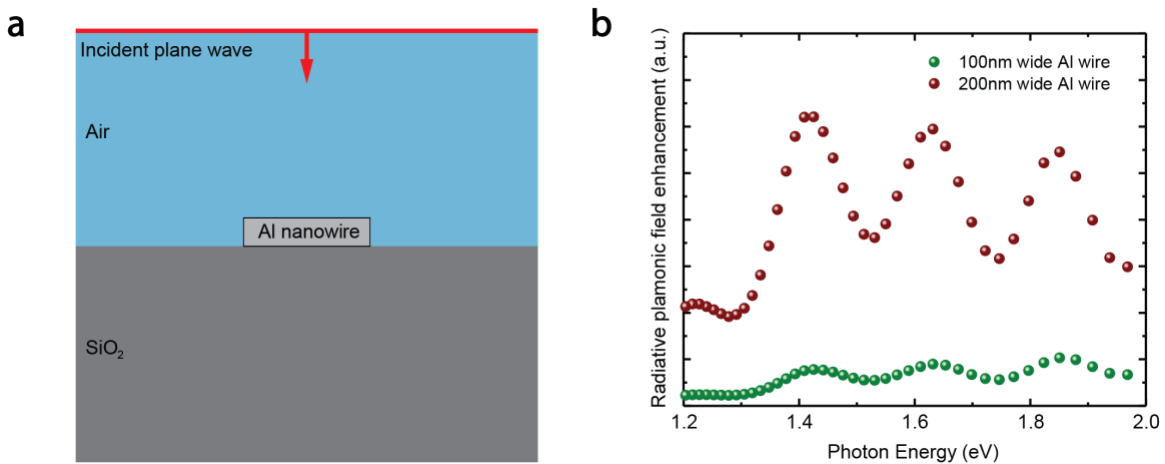 a
Incident plane wave
Air
Al nanowire
SiO₂
b
Radiative plamonic field enhancement (a.u.)
100nm wide Al wire
200nm wide Al wire
1.2 1.4 1.6 1.8 2.0
Photon Energy (eV)